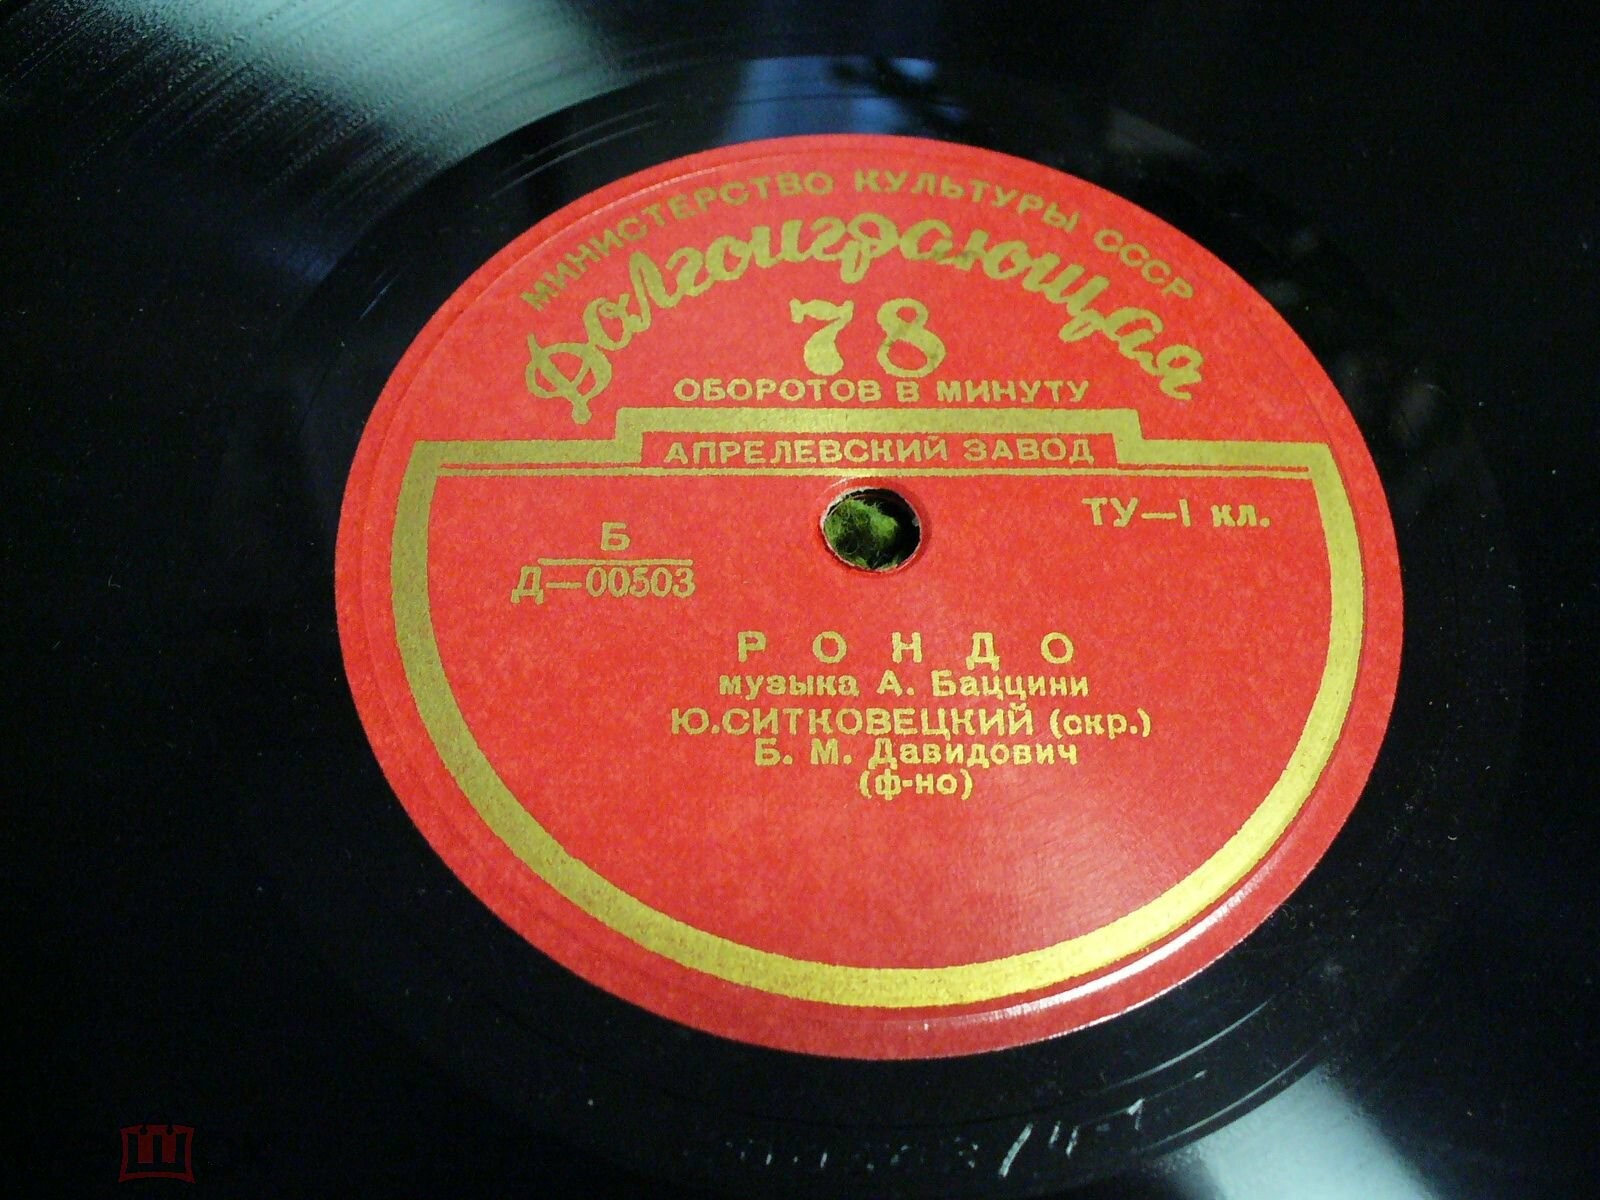 МИНИСТЕРСТВО КУЛЬТУРЫ СССР
Долгоиграющая
78
ОБОРОТОВ В МИНУТУ
АПРЕЛЕВСКИЙ ЗАВОД
ТУ—I кл.
Б
Д—00503
РОНДО
музыка А. Баццини
Ю.СИТКОВЕЦКИЙ (скр.)
Б. М. Давидович
(ф-но)